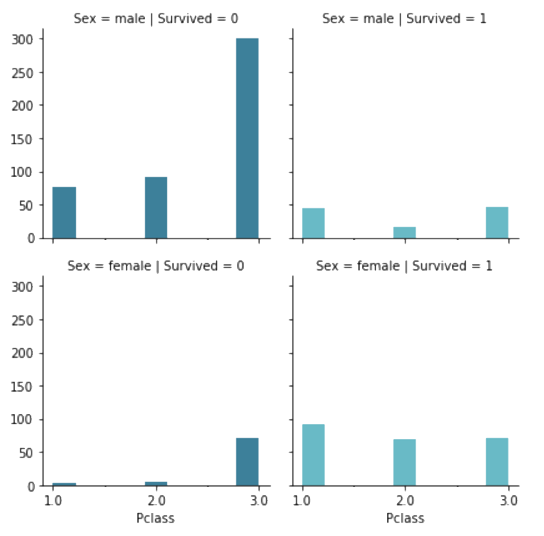 Sex = male | Survived = 0
Sex = male | Survived = 1
300
250
200
150
100
50
0
Sex = female | Survived = 0
Sex = female | Survived = 1
300
250
200
150
100
50
0
1.0 2.0 3.0
1.0 2.0 3.0
Pclass
Pclass